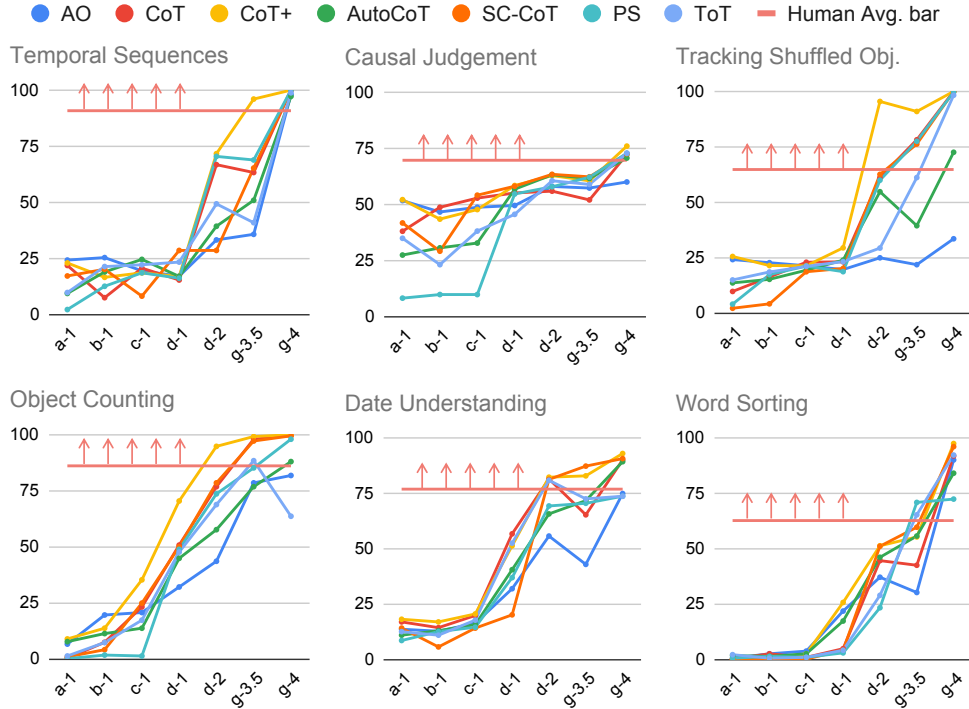 AO CoT CoT+ AutoCoT SC-CoT PS ToT Human Avg. bar
Temporal Sequences
100
75
50
25
0
a-1 b-1 c-1 d-1 d-2 g-3.5 g-4
Causal Judgement
100
75
50
25
0
a-1 b-1 c-1 d-1 d-2 g-3.5 g-4
Tracking Shuffled Obj.
100
75
50
25
0
a-1 b-1 c-1 d-1 d-2 g-3.5 g-4
Object Counting
100
75
50
25
0
a-1 b-1 c-1 d-1 d-2 g-3.5 g-4
Date Understanding
100
75
50
25
0
a-1 b-1 c-1 d-1 d-2 g-3.5 g-4
Word Sorting
100
75
50
25
0
a-1 b-1 c-1 d-1 d-2 g-3.5 g-4